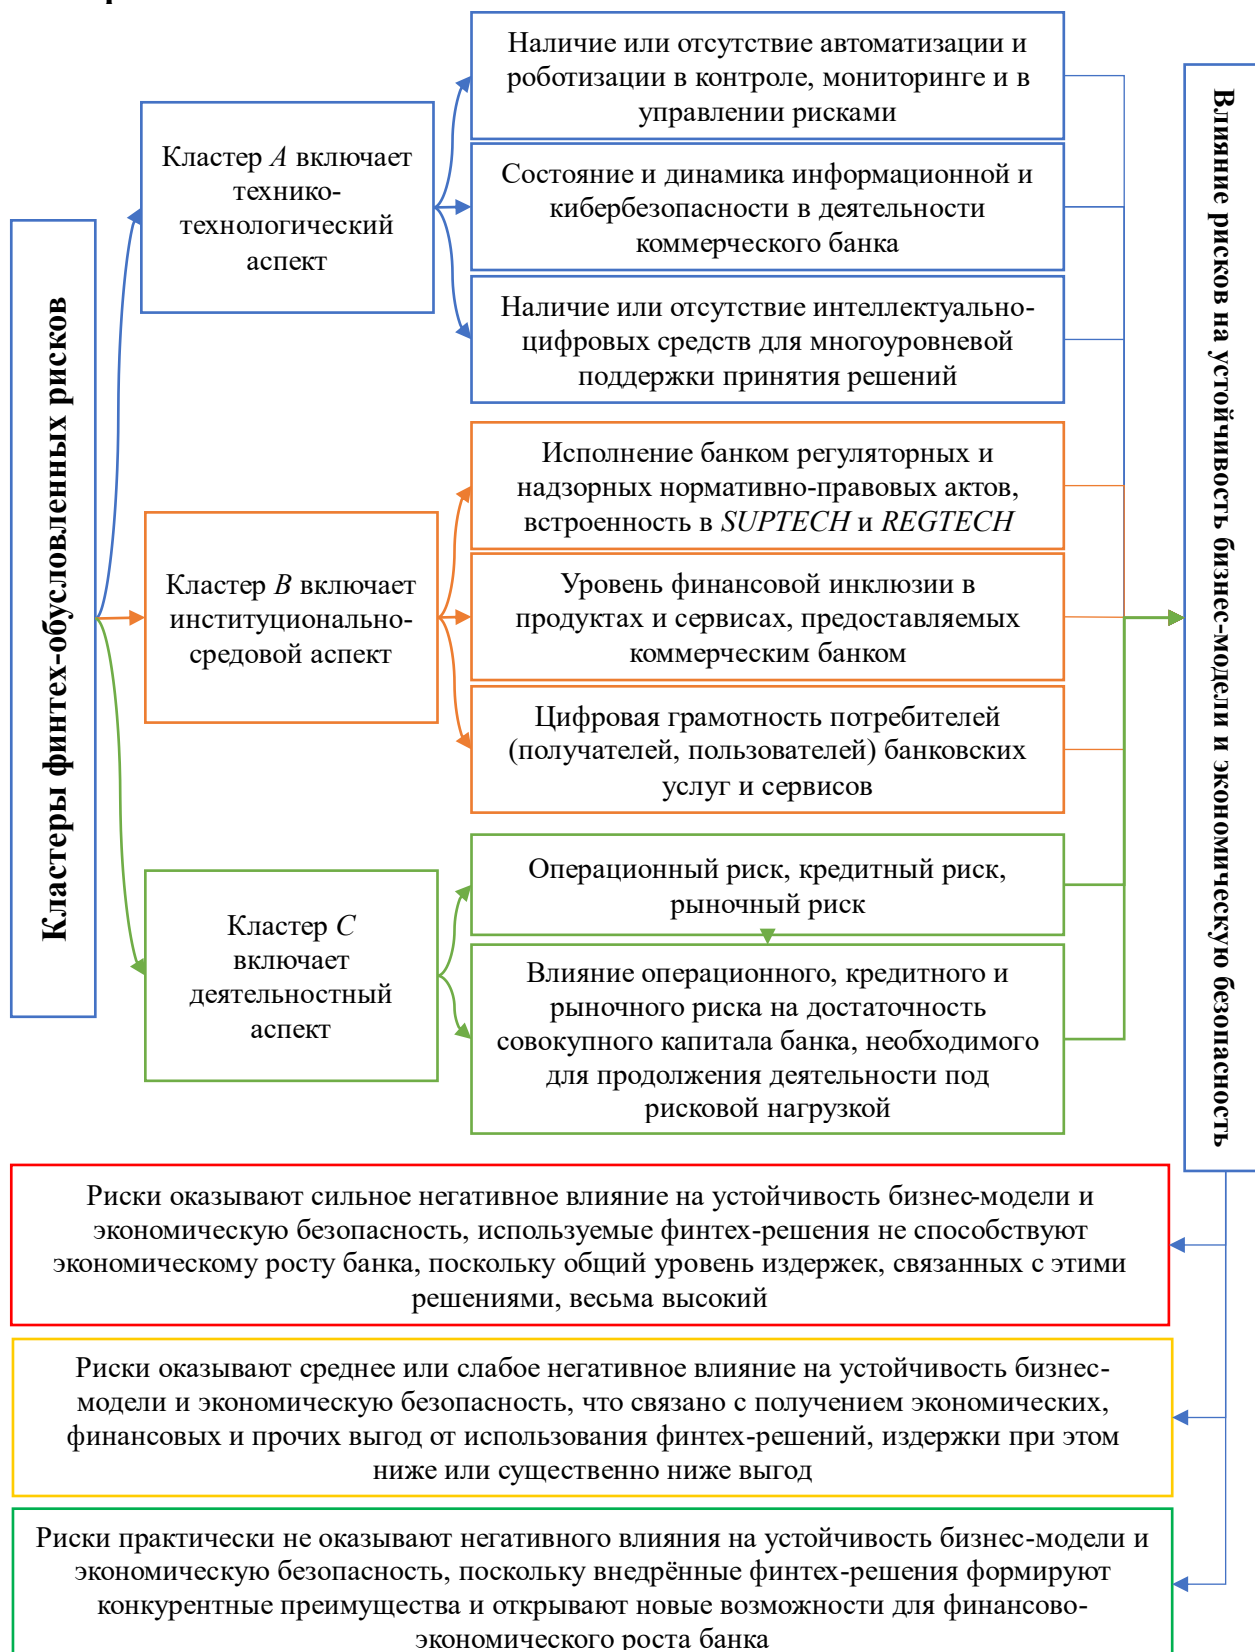 Кластеры финтех-обусловленных рисков
Кластер A включает
технико-
технологический
аспект
Наличие или отсутствие автоматизации и
роботизации в контроле, мониторинге и в
управлении рисками
Состояние и динамика информационной и
кибербезопасности в деятельности
коммерческого банка
Наличие или отсутствие интеллектуально-
цифровых средств для многоуровневой
поддержки принятия решений
Кластер B включает
институционально-
средовой аспект
Исполнение банком регуляторных и
надзорных нормативно-правовых актов,
встроенность в SUPTECH и REGTECH
Уровень финансовой инклюзии в
продуктах и сервисах, предоставляемых
коммерческим банком
Цифровая грамотность потребителей
(получателей, пользователей) банковских
услуг и сервисов
Кластер C
включает
деятельностный
аспект
Операционный риск, кредитный риск,
рыночный риск
Влияние операционного, кредитного и
рыночного риска на достаточность
совокупного капитала банка, необходимого
для продолжения деятельности под
рисковой нагрузкой
Влияние рисков на устойчивость бизнес-модели и экономическую безопасность
Риски оказывают сильное негативное влияние на устойчивость бизнес-модели и
экономическую безопасность, используемые финтех-решения не способствуют
экономическому росту банка, поскольку общий уровень издержек, связанных с этими
решениями, весьма высокий
Риски оказывают среднее или слабое негативное влияние на устойчивость бизнес-
модели и экономическую безопасность, что связано с получением экономических,
финансовых и прочих выгод от использования финтех-решений, издержки при этом
ниже или существенно ниже выгод
Риски практически не оказывают негативного влияния на устойчивость бизнес-модели и
экономическую безопасность, поскольку внедрённые финтех-решения формируют
конкурентные преимущества и открывают новые возможности для финансово-
экономического роста банка